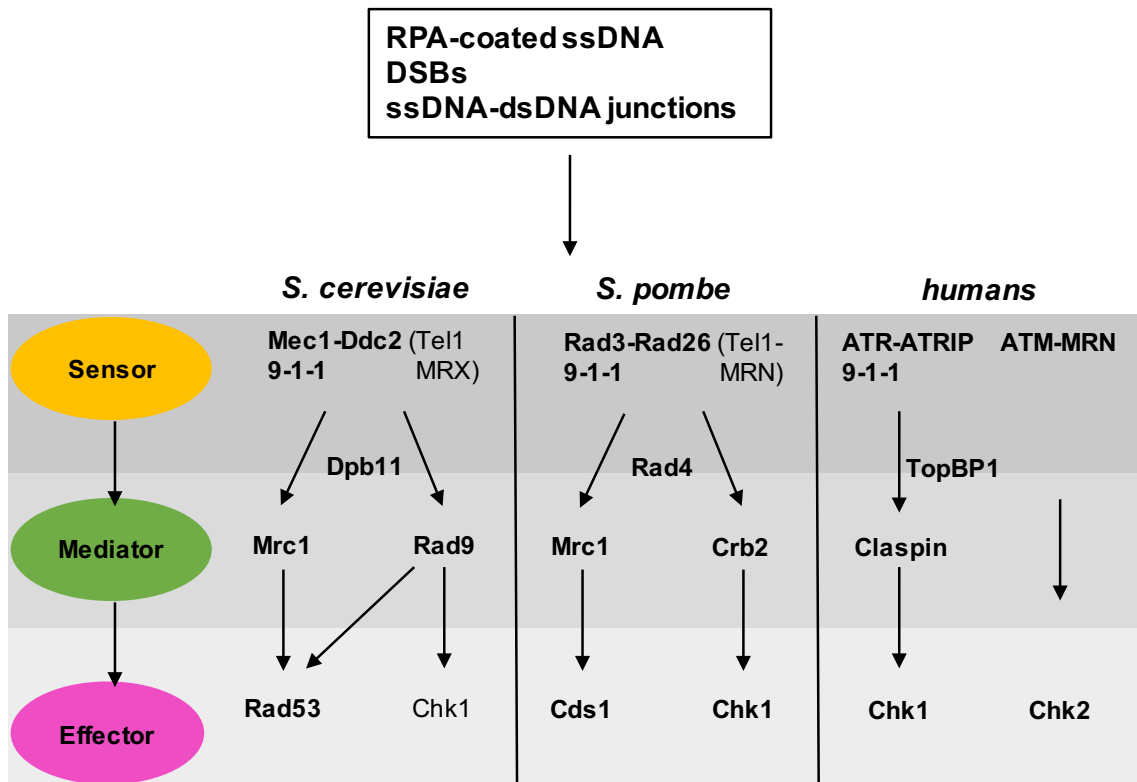 RPA-coated ssDNA
DSBs
ssDNA-dsDNA junctions
S. cerevisiae S. pombe humans
Sensor
Mec1-Ddc2 (Tel1
9-1-1 MRX)
Rad3-Rad26 (Tel1-
9-1-1 MRN)
ATR-ATRIP ATM-MRN
9-1-1
Dpb11 Rad4 TopBP1
Mediator Mrc1 Rad9 Mrc1 Crb2 Claspin
Effector Rad53 Chk1 Cds1 Chk1 Chk1 Chk2